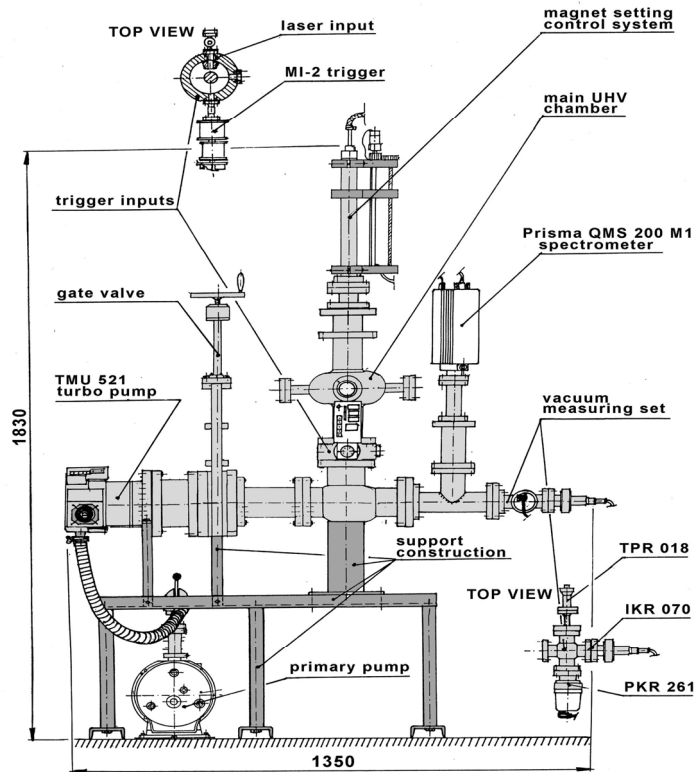 magnet setting
control system
laser input
TOP VIEW
MI-2 trigger
main UHV
chamber
trigger inputs
Prisma QMS 200 M1
spectrometer
gate valve
TMU 521
turbo pump
vacuum
measuring set
1830
support
construction
TPR 018
TOP VIEW
IKR 070
primary pump
PKR 261
1350